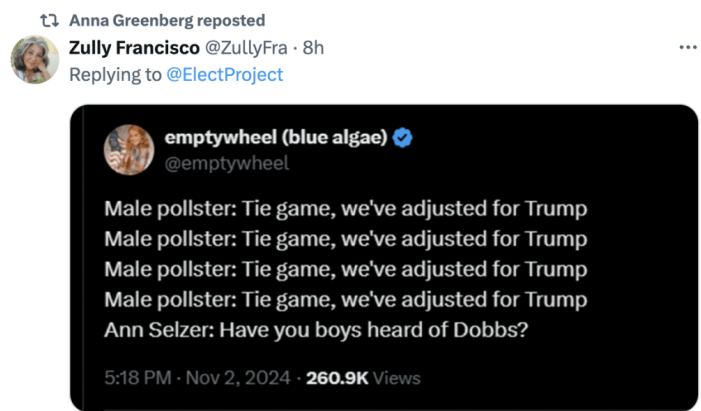 Anna Greenberg reposted
Zully Francisco @ZullyFra · 8h
Replying to @ElectProject
emptywheel (blue algae)
@emptywheel
Male pollster: Tie game, we've adjusted for Trump
Male pollster: Tie game, we've adjusted for Trump
Male pollster: Tie game, we've adjusted for Trump
Male pollster: Tie game, we've adjusted for Trump
Ann Selzer: Have you boys heard of Dobbs?
5:18 PM · Nov 2, 2024 · 260.9K Views